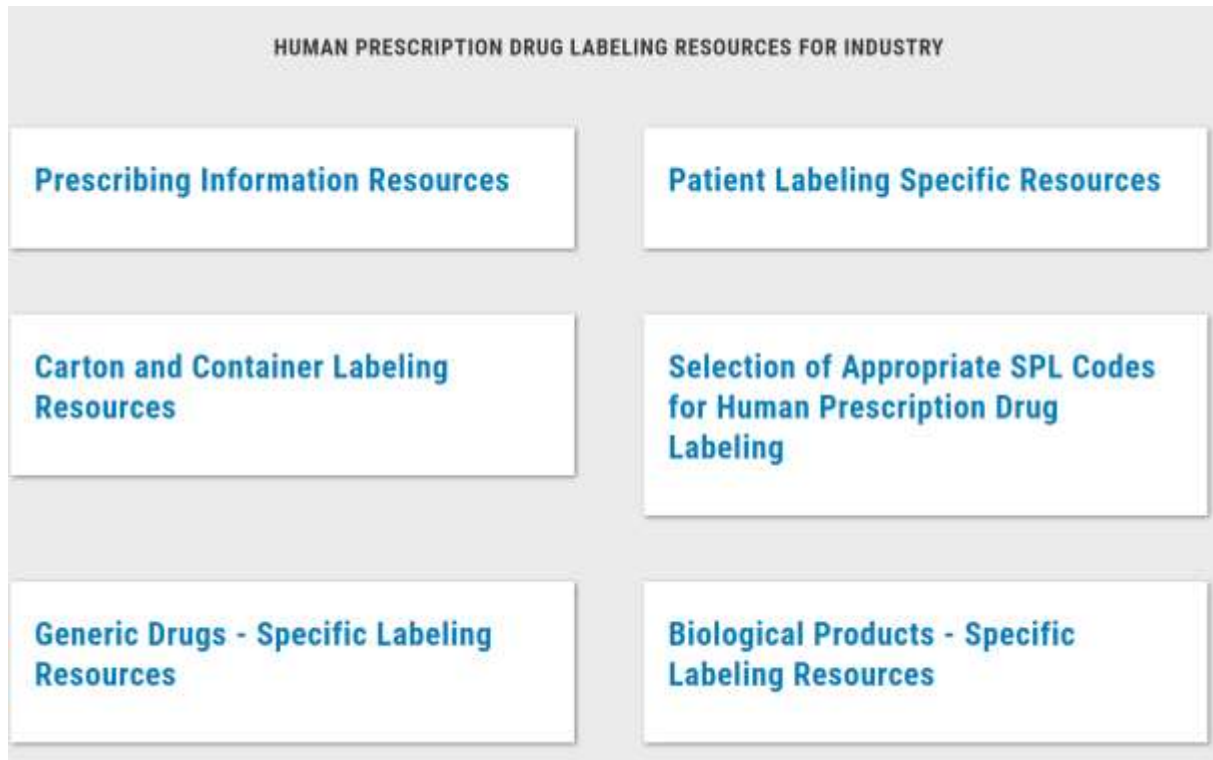 HUMAN PRESCRIPTION DRUG LABELING RESOURCES FOR INDUSTRY
Prescribing Information Resources
Patient Labeling Specific Resources
Carton and Container Labeling
Resources
Selection of Appropriate SPL Codes
for Human Prescription Drug
Labeling
Generic Drugs - Specific Labeling
Resources
Biological Products - Specific
Labeling Resources